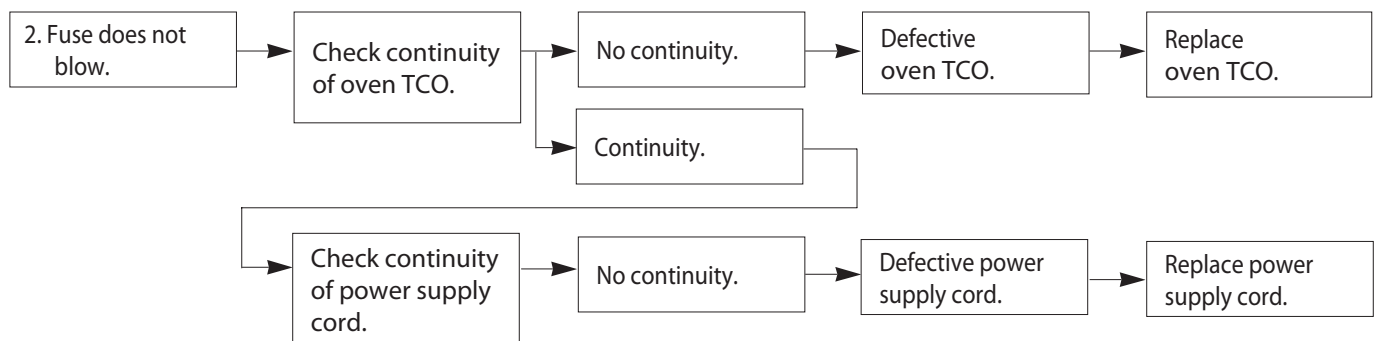 2. Fuse does not
blow.
Check continuity
of oven TCO.
No continuity.
Defective
oven TCO.
Replace
oven TCO.
Continuity.
Check continuity
of power supply
cord.
No continuity.
Defective power
supply cord.
Replace power
supply cord.